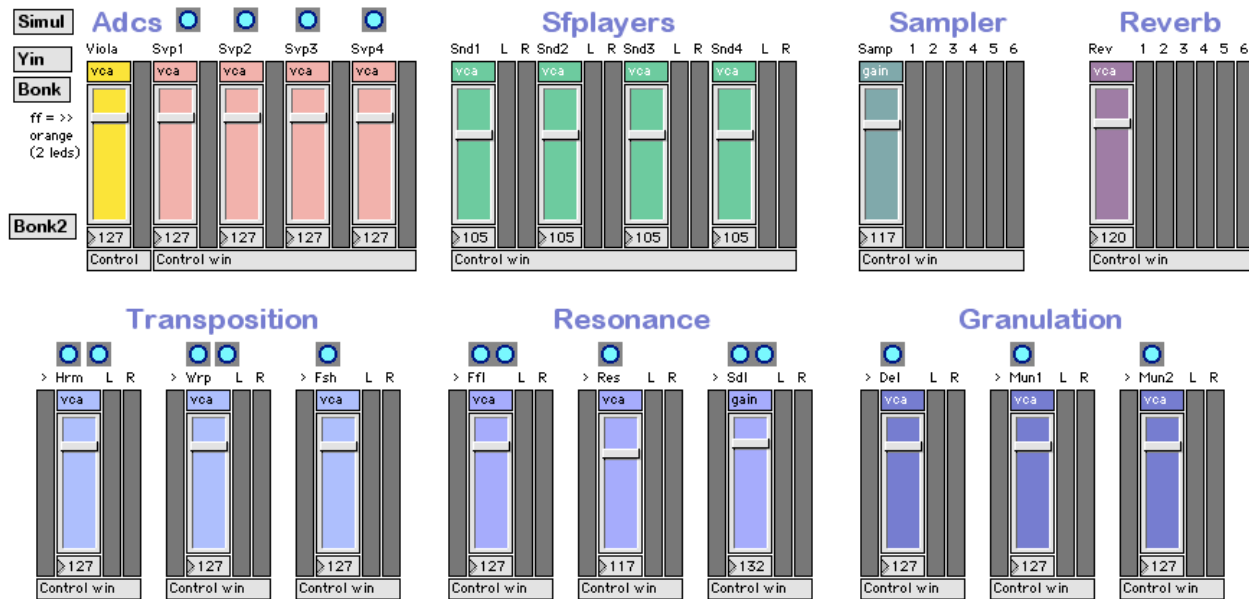 Simul Adcs Sfplayers Sampler Reverb
Yin
Viola Svp1 Svp2 Svp3 Svp4 Snd1 L R Snd2 L R Snd3 L R Snd4 L R Samp 1 2 3 4 5 6 Rev 1 2 3 4 5 6
vca vca vca vca vca vca vca vca vca gain vca
Bonk
ff = >>
orange
(2 leds)
Bonk2
127 127 127 127 127 105 105 105 105 117 120
Control Control win Control win Control win Control win
Transposition Resonance Granulation
> Hrm L R > Wrp L R > Fsh L R > Ffl L R > Res L R > Sdl L R > Del L R > Mun1 L R > Mun2 L R
vca vca vca vca vca gain vca vca vca
127 127 127 127 117 132 127 127 127
Control win Control win Control win Control win Control win Control win Control win Control win Control win